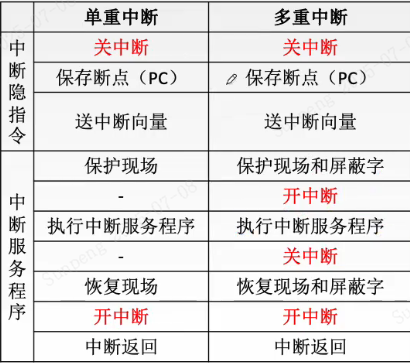 单重中断 多重中断
中断隐指令 关中断 关中断
保存断点（PC） 保存断点（PC）
送中断向量 送中断向量
中断服务程序 保护现场 保护现场和屏蔽字
- 开中断
执行中断服务程序 执行中断服务程序
- 关中断
恢复现场 恢复现场和屏蔽字
开中断 开中断
中断返回 中断返回